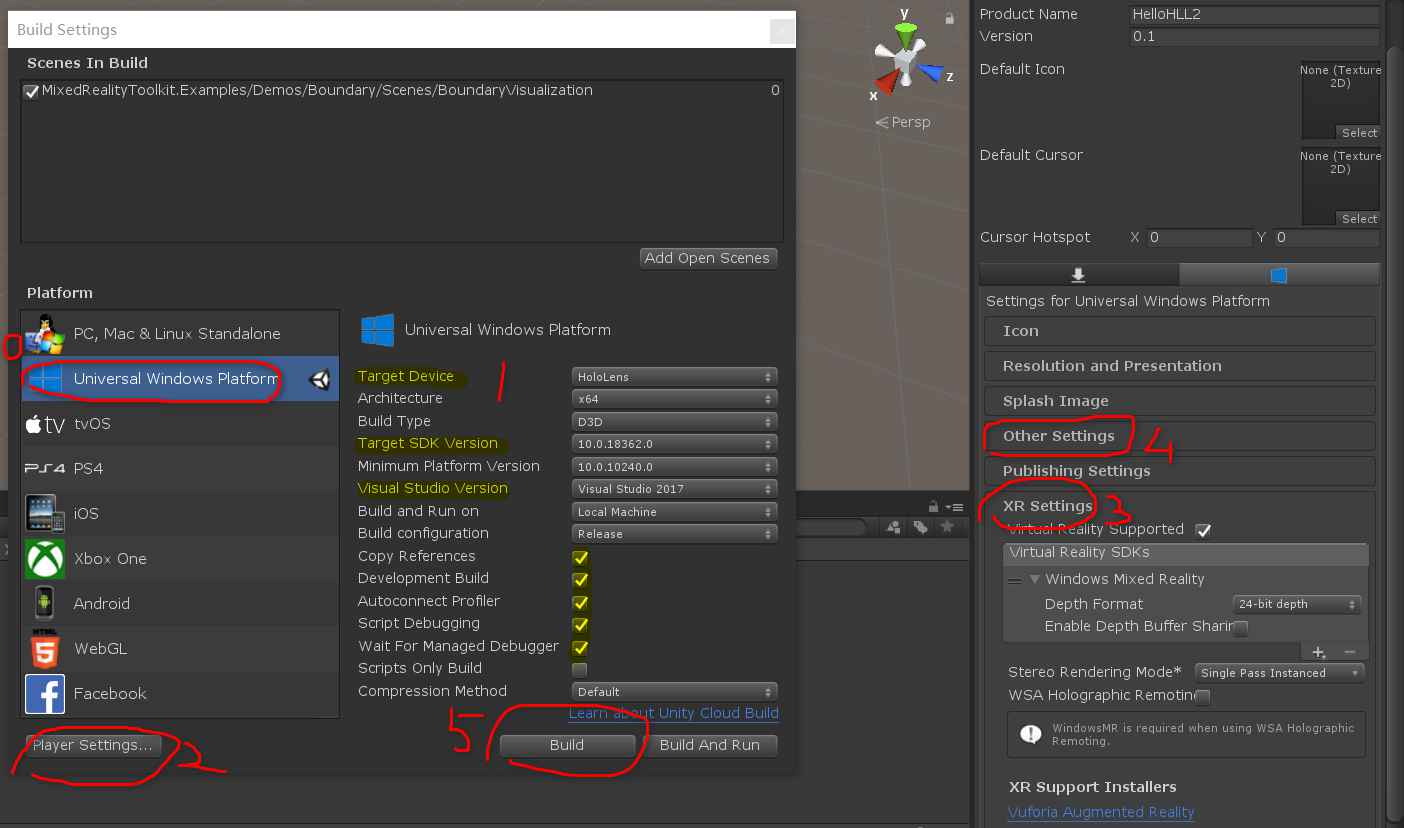 Build Settings
Scenes In Build
MixedRealityToolkit.Examples/Demos/Boundary/Scenes/BoundaryVisualization 0
Add Open Scenes
Platform
0
PC, Mac & Linux Standalone
Universal Windows Platform
tvOS
PS4
iOS
Xbox One
Android
WebGL
Facebook
Player Settings...
2
Universal Windows Platform
1
Target Device HoloLens
Architecture x64
Build Type D3D
Target SDK Version 10.0.18362.0
Minimum Platform Version 10.0.10240.0
Visual Studio Version Visual Studio 2017
Build and Run on Local Machine
Build configuration Release
Copy References
Development Build
Autoconnect Profiler
Script Debugging
Wait For Managed Debugger
Scripts Only Build
Compression Method Default
Learn about Unity Cloud Build
5
Build Build And Run
y
z
x
Persp
Product Name HelloHLL2
Version 0.1
Default Icon None (Texture 2D)
Select
Default Cursor None (Texture 2D)
Select
Cursor Hotspot X 0 Y 0
Settings for Universal Windows Platform
Icon
Resolution and Presentation
Splash Image
Other Settings 4
Publishing Settings
XR Settings 3
Virtual Reality Supported
Virtual Reality SDKs
Windows Mixed Reality
Depth Format 24-bit depth
Enable Depth Buffer Sharin
Stereo Rendering Mode* Single Pass Instanced
WSA Holographic Remoting
WindowsMR is required when using WSA Holographic
Remoting.
XR Support Installers
Vuforia Augmented Reality